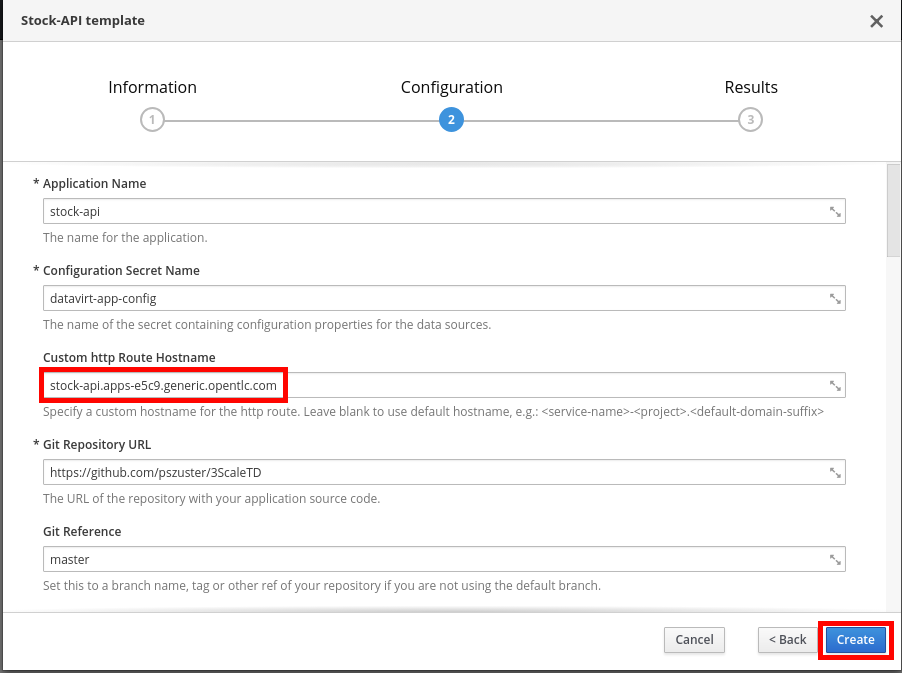 Stock-API template
Information Configuration Results
1 2 3
* Application Name
stock-api
The name for the application.
* Configuration Secret Name
datavirt-app-config
The name of the secret containing configuration properties for the data sources.
Custom http Route Hostname
stock-api.apps-e5c9.generic.opentlc.com
Specify a custom hostname for the http route. Leave blank to use default hostname, e.g.: <service-name>-<project>.<default-domain-suffix>
* Git Repository URL
https://github.com/pszuster/3ScaleTD
The URL of the repository with your application source code.
Git Reference
master
Set this to a branch name, tag or other ref of your repository if you are not using the default branch.
Cancel < Back Create